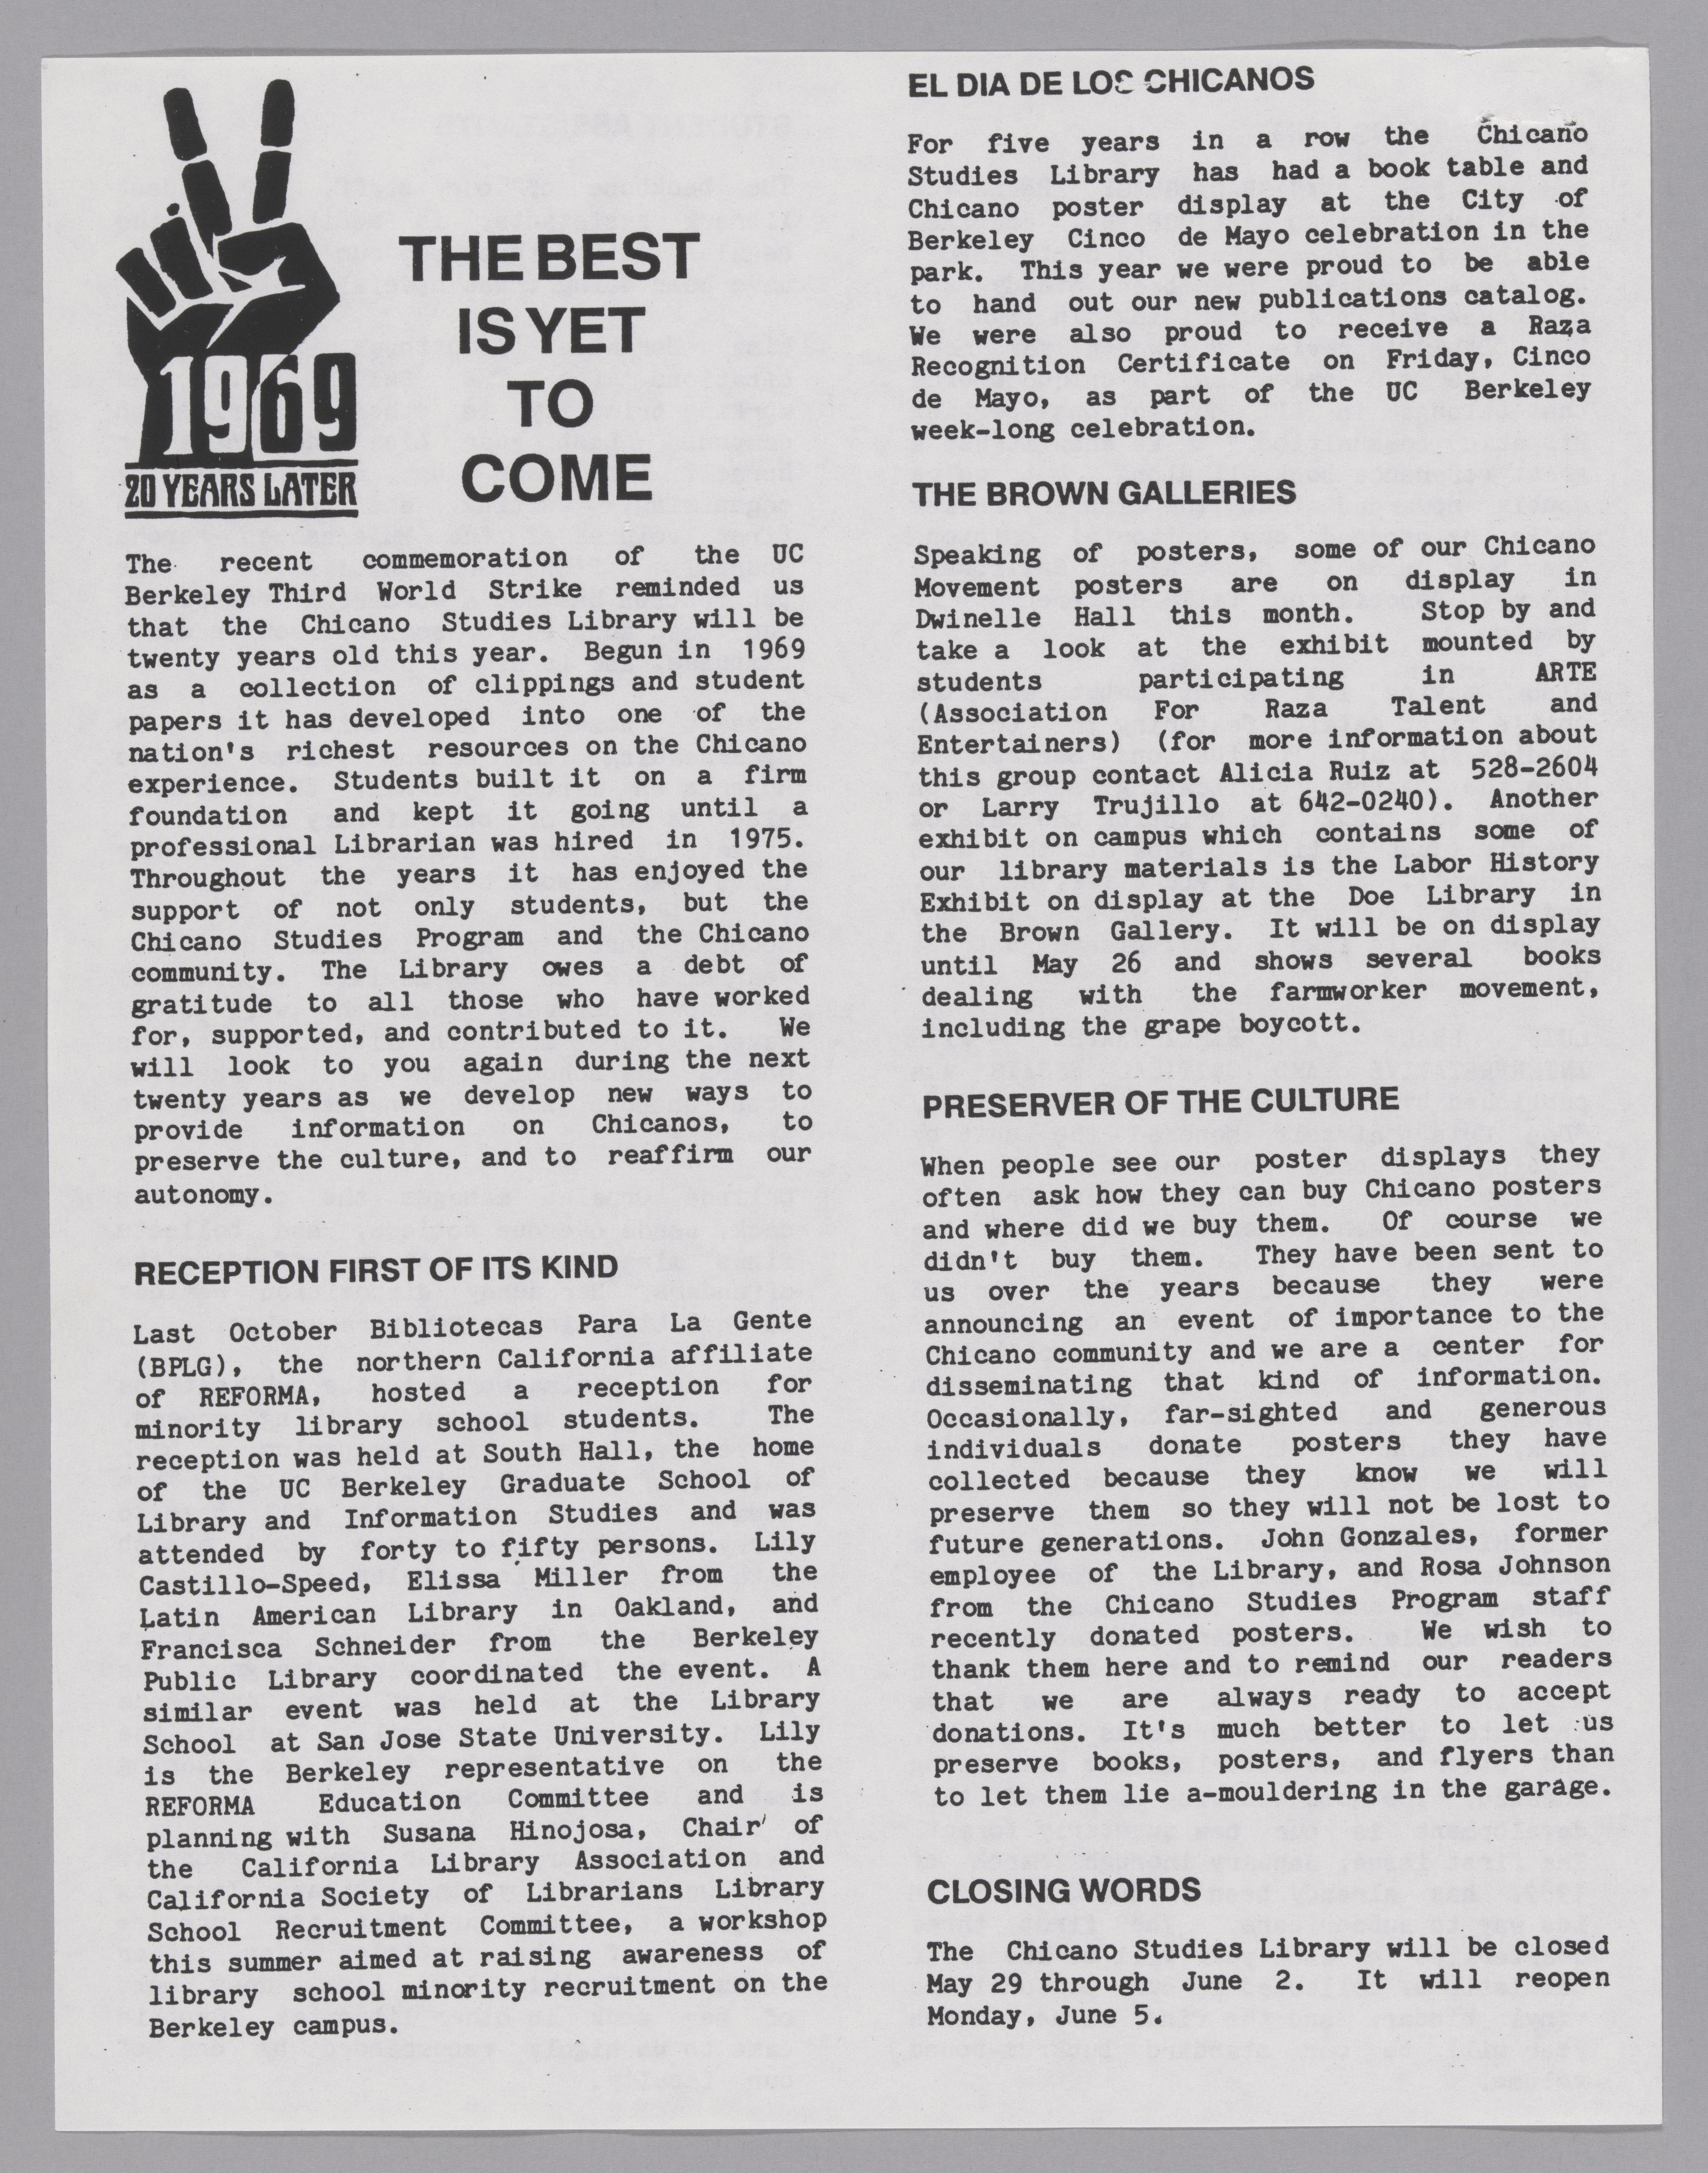 1969
20 YEARS LATER
THE BEST
IS YET
TO
COME
The recent commemoration of the UC
Berkeley Third World Strike reminded us
that the Chicano Studies Library will be
twenty years old this year. Begun in 1969
as a collection of clippings and student
papers it has developed into one of the
nation's richest resources on the Chicano
experience. Students built it on a firm
foundation and kept it going until a
professional Librarian was hired in 1975.
Throughout the years it has enjoyed the
support of not only students, but the
Chicano Studies Program and the Chicano
community. The Library owes a debt of
gratitude to all those who have worked
for, supported, and contributed to it. We
will look to you again during the next
twenty years as we develop new ways to
provide information on Chicanos, to
preserve the culture, and to reaffirm our
autonomy.
RECEPTION FIRST OF ITS KIND
Last October Bibliotecas Para La Gente
(BPLG), the northern California affiliate
of REFORMA, hosted a reception for
minority library school students. The
reception was held at South Hall, the home
of the UC Berkeley Graduate School of
Library and Information Studies and was
attended by forty to fifty persons. Lily
Castillo-Speed, Elissa Miller from the
Latin American Library in Oakland, and
Francisca Schneider from the Berkeley
Public Library coordinated the event. A
similar event was held at the Library
School at San Jose State University. Lily
is the Berkeley representative on the
REFORMA Education Committee and is
planning with Susana Hinojosa, Chair of
the California Library Association and
California Society of Librarians Library
School Recruitment Committee, a workshop
this summer aimed at raising awareness of
library school minority recruitment on the
Berkeley campus.
EL DIA DE LOS CHICANOS
For five years in a row the Chicano
Studies Library has had a book table and
Chicano poster display at the City of
Berkeley Cinco de Mayo celebration in the
park. This year we were proud to be able
to hand out our new publications catalog.
We were also proud to receive a Raza
Recognition Certificate on Friday, Cinco
de Mayo, as part of the UC Berkeley
week-long celebration.
THE BROWN GALLERIES
Speaking of posters, some of our Chicano
Movement posters are on display in
Dwinelle Hall this month. Stop by and
take a look at the exhibit mounted by
students participating in ARTE
(Association For Raza Talent and
Entertainers) (for more information about
this group contact Alicia Ruiz at 528-2604
or Larry Trujillo at 642-0240). Another
exhibit on campus which contains some of
our library materials is the Labor History
Exhibit on display at the Doe Library in
the Brown Gallery. It will be on display
until May 26 and shows several books
dealing with the farmworker movement,
including the grape boycott.
PRESERVER OF THE CULTURE
When people see our poster displays they
often ask how they can buy Chicano posters
and where did we buy them. Of course we
didn't buy them. They have been sent to
us over the years because they were
announcing an event of importance to the
Chicano community and we are a center for
disseminating that kind of information.
Occasionally, far-sighted and generous
individuals donate posters they have
collected because they know we will
preserve them so they will not be lost to
future generations. John Gonzales, former
employee of the Library, and Rosa Johnson
from the Chicano Studies Program staff
recently donated posters. We wish to
thank them here and to remind our readers
that we are always ready to accept
donations. It's much better to let us
preserve books, posters, and flyers than
to let them lie a-mouldering in the garage.
CLOSING WORDS
The Chicano Studies Library will be closed
May 29 through June 2. It will reopen
Monday, June 5.